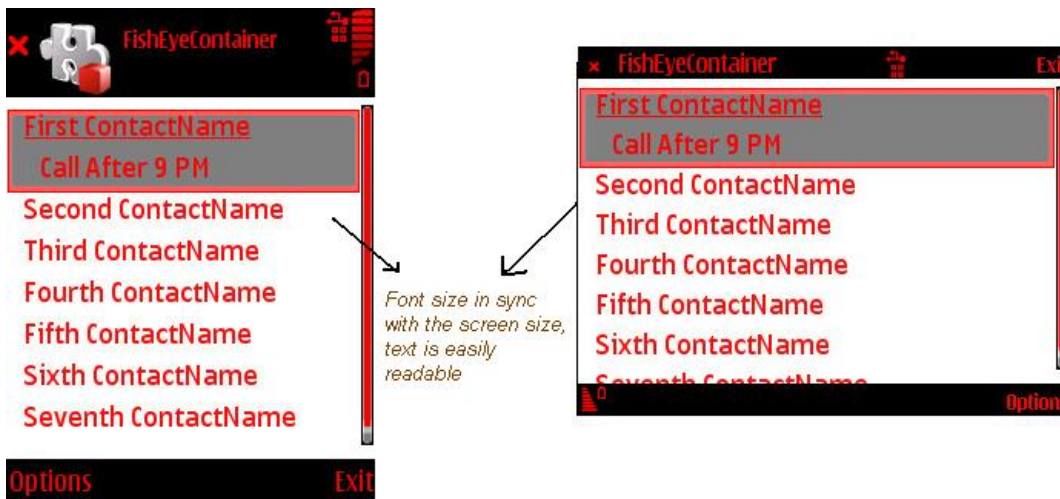 FishEyeContainer
First ContactName
Call After 9 PM
Second ContactName
Third ContactName
Fourth ContactName
Fifth ContactName
Sixth ContactName
Seventh ContactName
Options
Exit
Font size in sync
with the screen size,
text is easily
readable
FishEyeContainer
Exi
First ContactName
Call After 9 PM
Second ContactName
Third ContactName
Fourth ContactName
Fifth ContactName
Sixth ContactName
Seventh ContactName
Option